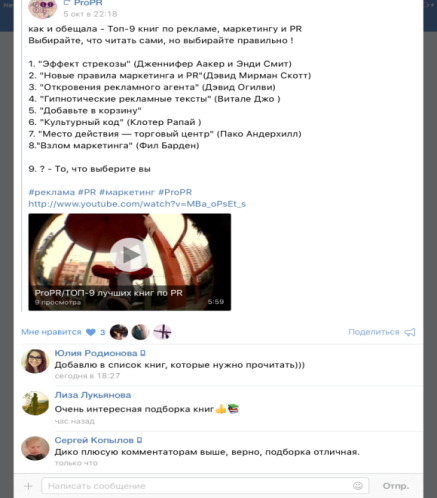 ProPR
5 окт в 22:18
как и обещала - Топ-9 книг по рекламе, маркетингу и PR
Выбирайте, что читать сами, но выбирайте правильно !
1. "Эффект стрекозы" (Дженнифер Аакер и Энди Смит)
2. "Новые правила маркетинга и PR"(Дэвид Мирман Скотт)
3. "Откровения рекламного агента" (Дэвид Огилви)
4. "Гипнотические рекламные тексты" (Витале Джо )
5. "Добавьте в корзину"
6. "Культурный код" (Клотер Рапай )
7. "Место действия — торговый центр" (Пако Андерхилл)
8."Взлом маркетинга" (Фил Барден)
9. ? - То, что выберите вы
#реклама #PR #маркетинг #ProPR
http://www.youtube.com/watch?v=MBa_oPsEt_s
ProPR/ТОП-9 лучших книг по PR
9 просмотра 5:59
Мне нравится 3 Поделиться
Юлия Родионова
Добавлю в список книг, которые нужно прочитать)))
сегодня в 18:27
Лиза Лукьянова
Очень интересная подборка книг👍📚
час назад
Сергей Копылов
Дико плюсую комментаторам выше, верно, подборка отличная.
только что
Написать сообщение Отпр.